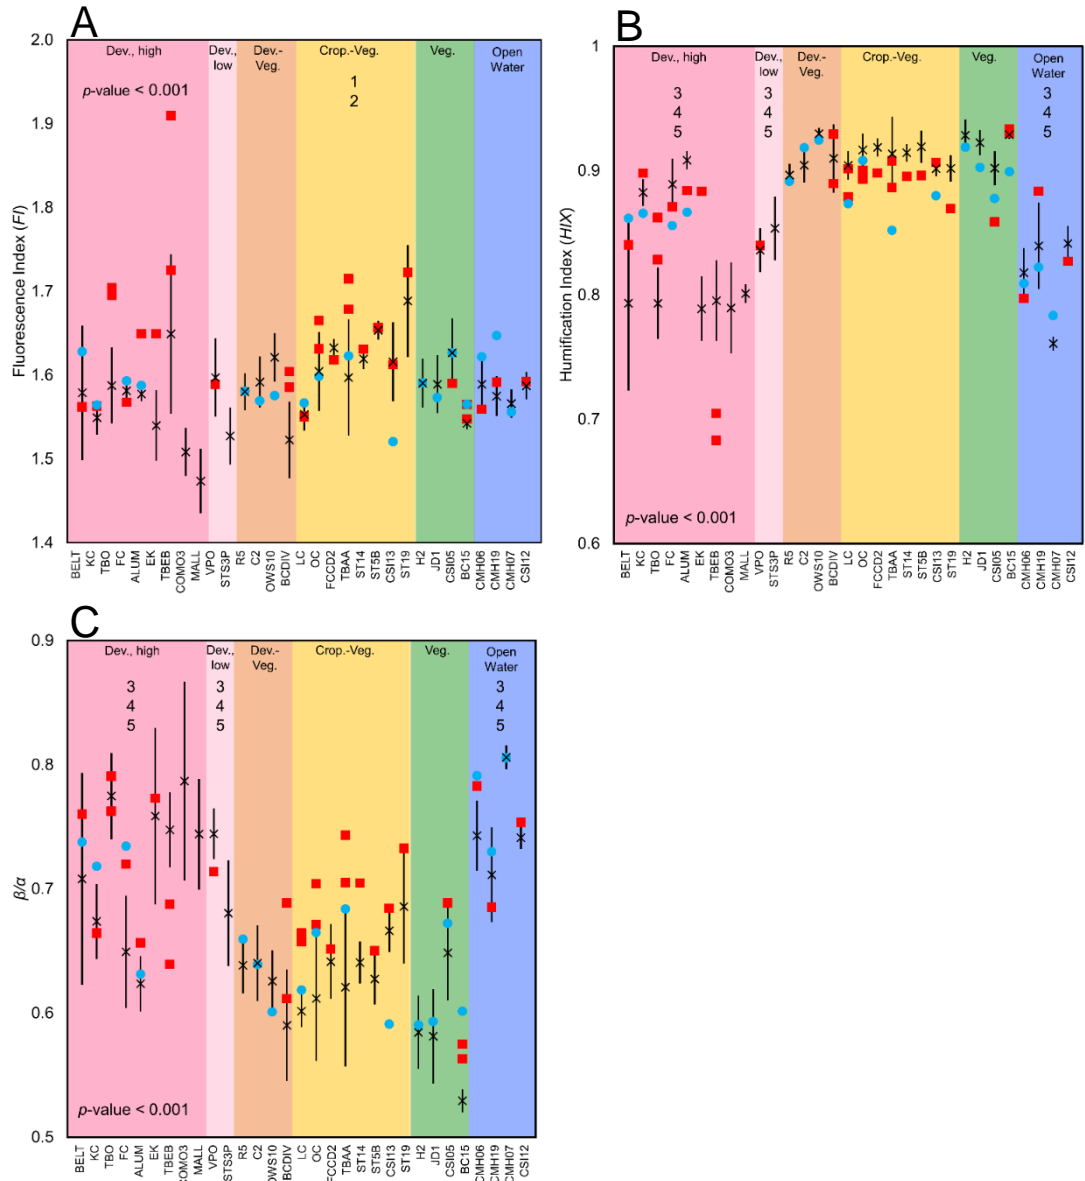 A
2.0
1.9
1.8
1.7
1.6
1.5
1.4
Fluorescence Index (FI)
Dev., high
Dev.,
low
Dev.-
Veg.
Crop.-Veg.
Veg.
Open
Water
p-value < 0.001
1
2
BELT
KC
TBO
FC
ALUM
EK
TBEB
COMO3
MALL
VPO
STS3P
R5
C2
OWS10
BCDIV
LC
OC
FCCD2
TBAA
ST14
ST5B
CSI13
ST19
H2
JD1
CSI05
BC15
CMH06
CMH19
CMH07
CSI12
B
1
0.9
0.8
0.7
0.6
Humification Index (HIX)
Dev., high
Dev.,
low
Dev.-
Veg.
Crop.-Veg.
Veg.
Open
Water
3
4
5
3
4
5
3
4
5
p-value < 0.001
BELT
KC
TBO
FC
ALUM
EK
TBEB
COMO3
MALL
VPO
STS3P
R5
C2
OWS10
BCDIV
LC
OC
FCCD2
TBAA
ST14
ST5B
CSI13
ST19
H2
JD1
CSI05
BC15
CMH06
CMH19
CMH07
CSI12
C
0.9
0.8
0.7
0.6
0.5
β/α
Dev., high
Dev.,
low
Dev.-
Veg.
Crop.-Veg.
Veg.
Open
Water
3
4
5
3
4
5
3
4
5
p-value < 0.001
BELT
KC
TBO
FC
ALUM
EK
TBEB
COMO3
MALL
VPO
STS3P
R5
C2
OWS10
BCDIV
LC
OC
FCCD2
TBAA
ST14
ST5B
CSI13
ST19
H2
JD1
CSI05
BC15
CMH06
CMH19
CMH07
CSI12